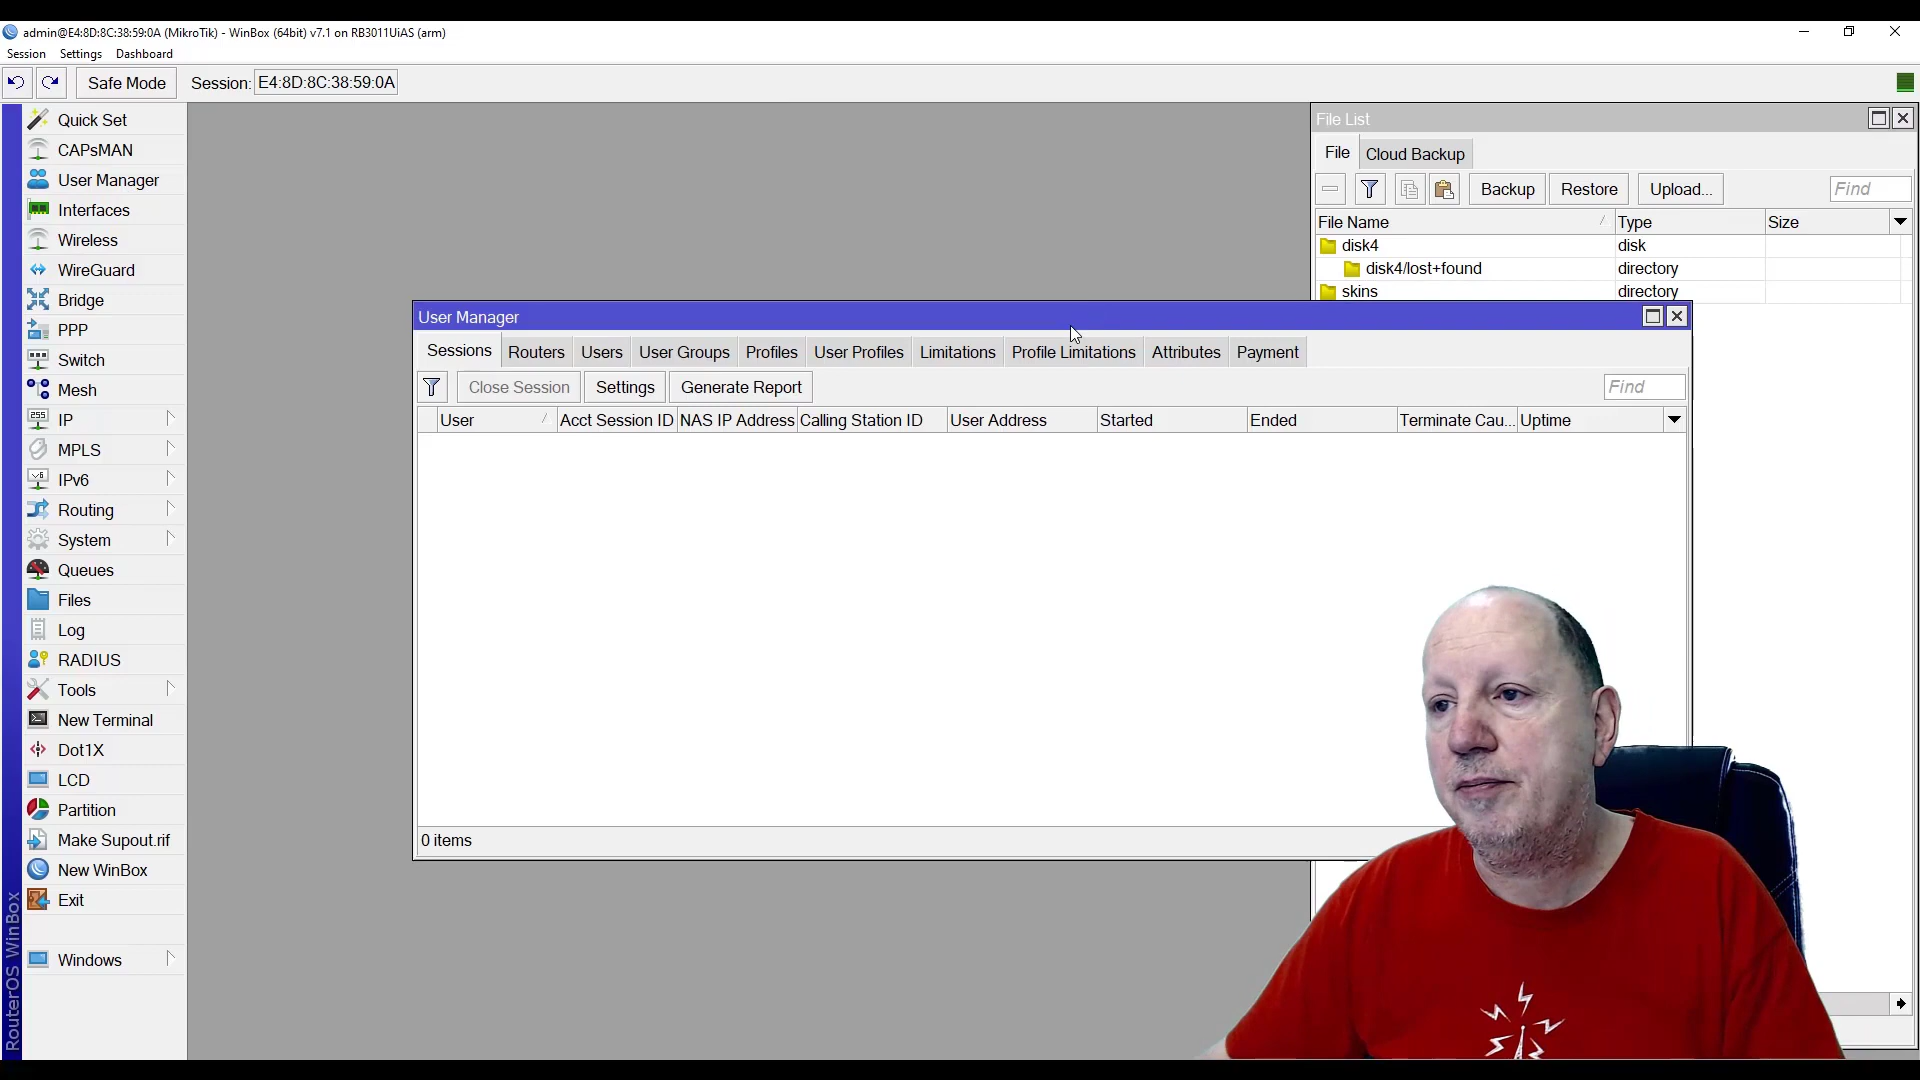 admin@E4:8D:8C:38:59:0A (MikroTik) - WinBox (64bit) v7.1 on RB3011UiAS (arm)
Session Settings Dashboard
Safe Mode Session: E4:8D:8C:38:59:0A
Quick Set
CAPsMAN
User Manager
Interfaces
Wireless
WireGuard
Bridge
PPP
Switch
Mesh
IP
MPLS
IPv6
Routing
System
Queues
Files
Log
RADIUS
Tools
New Terminal
Dot1X
LCD
Partition
Make Supout.rif
New WinBox
Exit
Windows
RouterOS WinBox
File List
File Cloud Backup
Backup Restore Upload... Find
File Name Type Size
disk4 disk
disk4/lost+found directory
skins directory
User Manager
Sessions Routers Users User Groups Profiles User Profiles Limitations Profile Limitations Attributes Payment
Close Session Settings Generate Report Find
User Acct Session ID NAS IP Address Calling Station ID User Address Started Ended Terminate Cau... Uptime
0 items